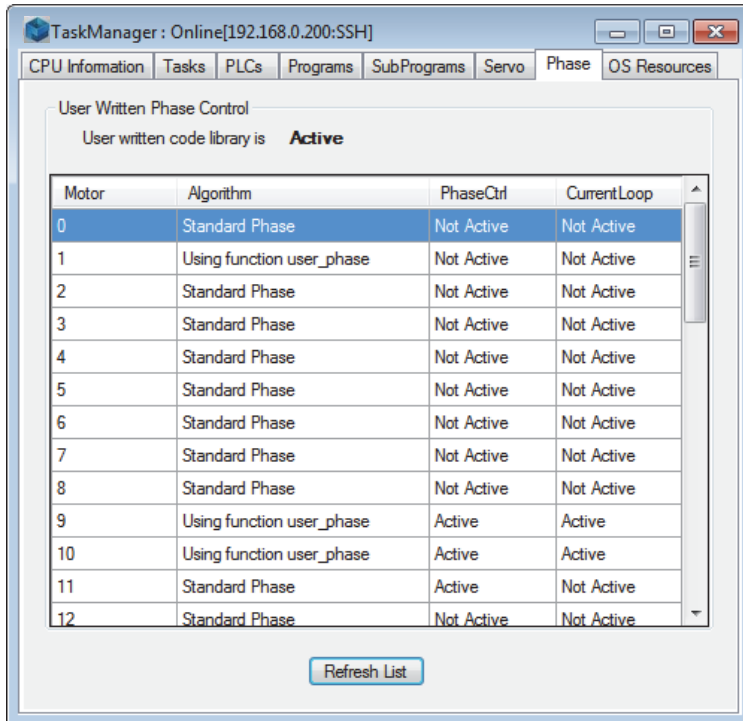 TaskManager : Online[192.168.0.200:SSH]
CPU Information Tasks PLCs Programs SubPrograms Servo Phase OS Resources
User Written Phase Control
User written code library is Active
Motor Algorithm PhaseCtrl CurrentLoop
0 Standard Phase Not Active Not Active
1 Using function user_phase Not Active Not Active
2 Standard Phase Not Active Not Active
3 Standard Phase Not Active Not Active
4 Standard Phase Not Active Not Active
5 Standard Phase Not Active Not Active
6 Standard Phase Not Active Not Active
7 Standard Phase Not Active Not Active
8 Standard Phase Not Active Not Active
9 Using function user_phase Active Active
10 Using function user_phase Active Active
11 Standard Phase Active Not Active
12 Standard Phase Not Active Not Active
Refresh List